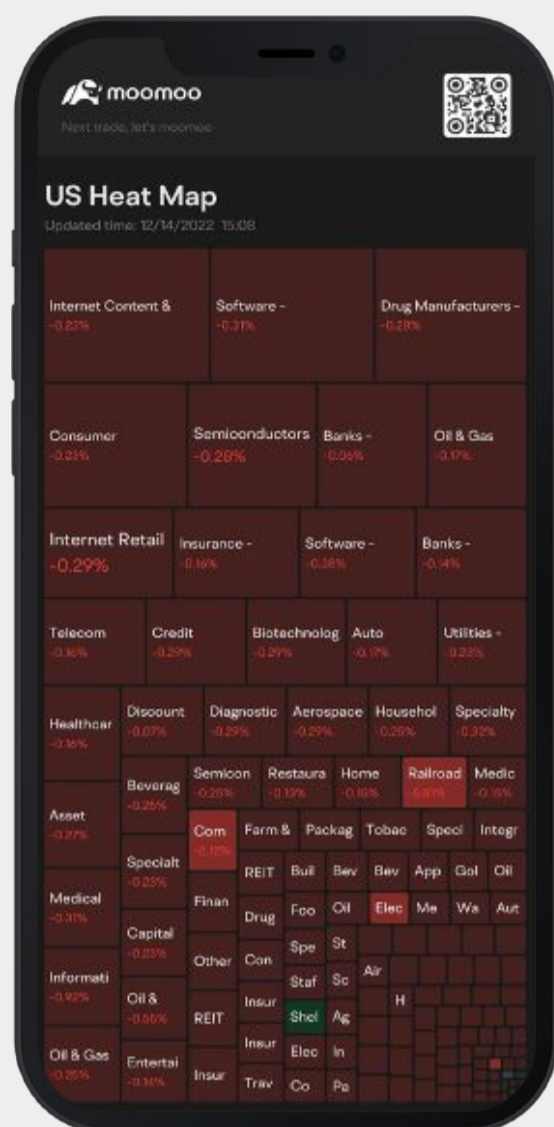 moomoo
Next trade, let's moomoo
US Heat Map
Updated time: 12/14/2022 15:08
Internet Content &
-0.23%
Software -
-0.31%
Drug Manufacturers -
-0.28%
Consumer
-0.23%
Semiconductors
-0.28%
Banks -
-0.06%
Oil & Gas
-0.17%
Internet Retail
-0.29%
Insurance -
-0.16%
Software -
-0.38%
Banks -
-0.14%
Telecom
-0.16%
Credit
-0.29%
Biotechnolog
-0.29%
Auto
-0.17%
Utilities -
-0.23%
Healthcar
-0.16%
Discount
-0.07%
Diagnostic
-0.29%
Aerospace
-0.29%
Househol
-0.25%
Specialty
-0.32%
Asset
-0.27%
Beverag
-0.25%
Semicon
-0.26%
Restaura
-0.19%
Home
Railroad
Medic
Com
Farm &
Packag
Tobac
Speci
Integr
Medical
-0.31%
Specialt
-0.23%
Finan
REIT
Buil
Bev
Bev
App
Gol
Oil
Drug
Foo
Oil
Elec
Me
Wa
Aut
Informati
Capital
-0.23%
Other
Con
Spe
St
Staf
Sc
Air
H
Oil & Gas
-0.25%
Oil &
REIT
Insur
Shel
Ag
Entertai
-0.14%
Insur
Insur
Elec
In
Trav
Co
Pa